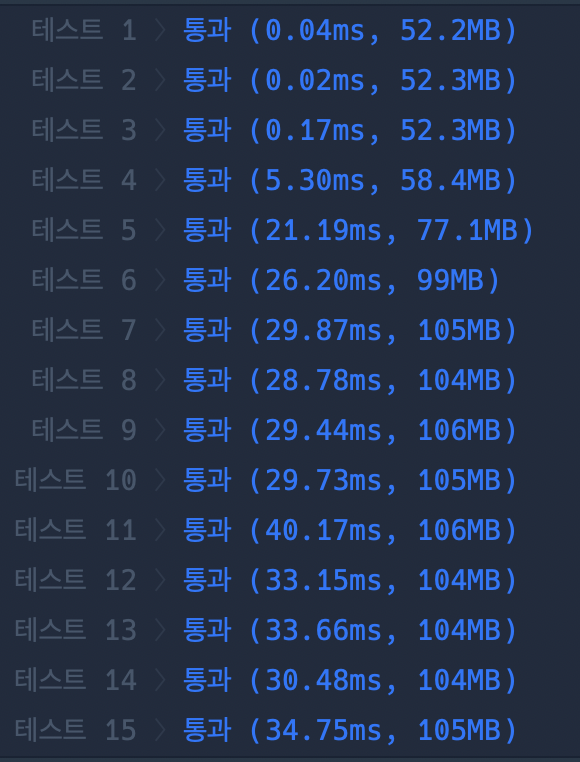 테스트 1 〉 통과 (0.04ms, 52.2MB)
테스트 2 〉 통과 (0.02ms, 52.3MB)
테스트 3 〉 통과 (0.17ms, 52.3MB)
테스트 4 〉 통과 (5.30ms, 58.4MB)
테스트 5 〉 통과 (21.19ms, 77.1MB)
테스트 6 〉 통과 (26.20ms, 99MB)
테스트 7 〉 통과 (29.87ms, 105MB)
테스트 8 〉 통과 (28.78ms, 104MB)
테스트 9 〉 통과 (29.44ms, 106MB)
테스트 10 〉 통과 (29.73ms, 105MB)
테스트 11 〉 통과 (40.17ms, 106MB)
테스트 12 〉 통과 (33.15ms, 104MB)
테스트 13 〉 통과 (33.66ms, 104MB)
테스트 14 〉 통과 (30.48ms, 104MB)
테스트 15 〉 통과 (34.75ms, 105MB)